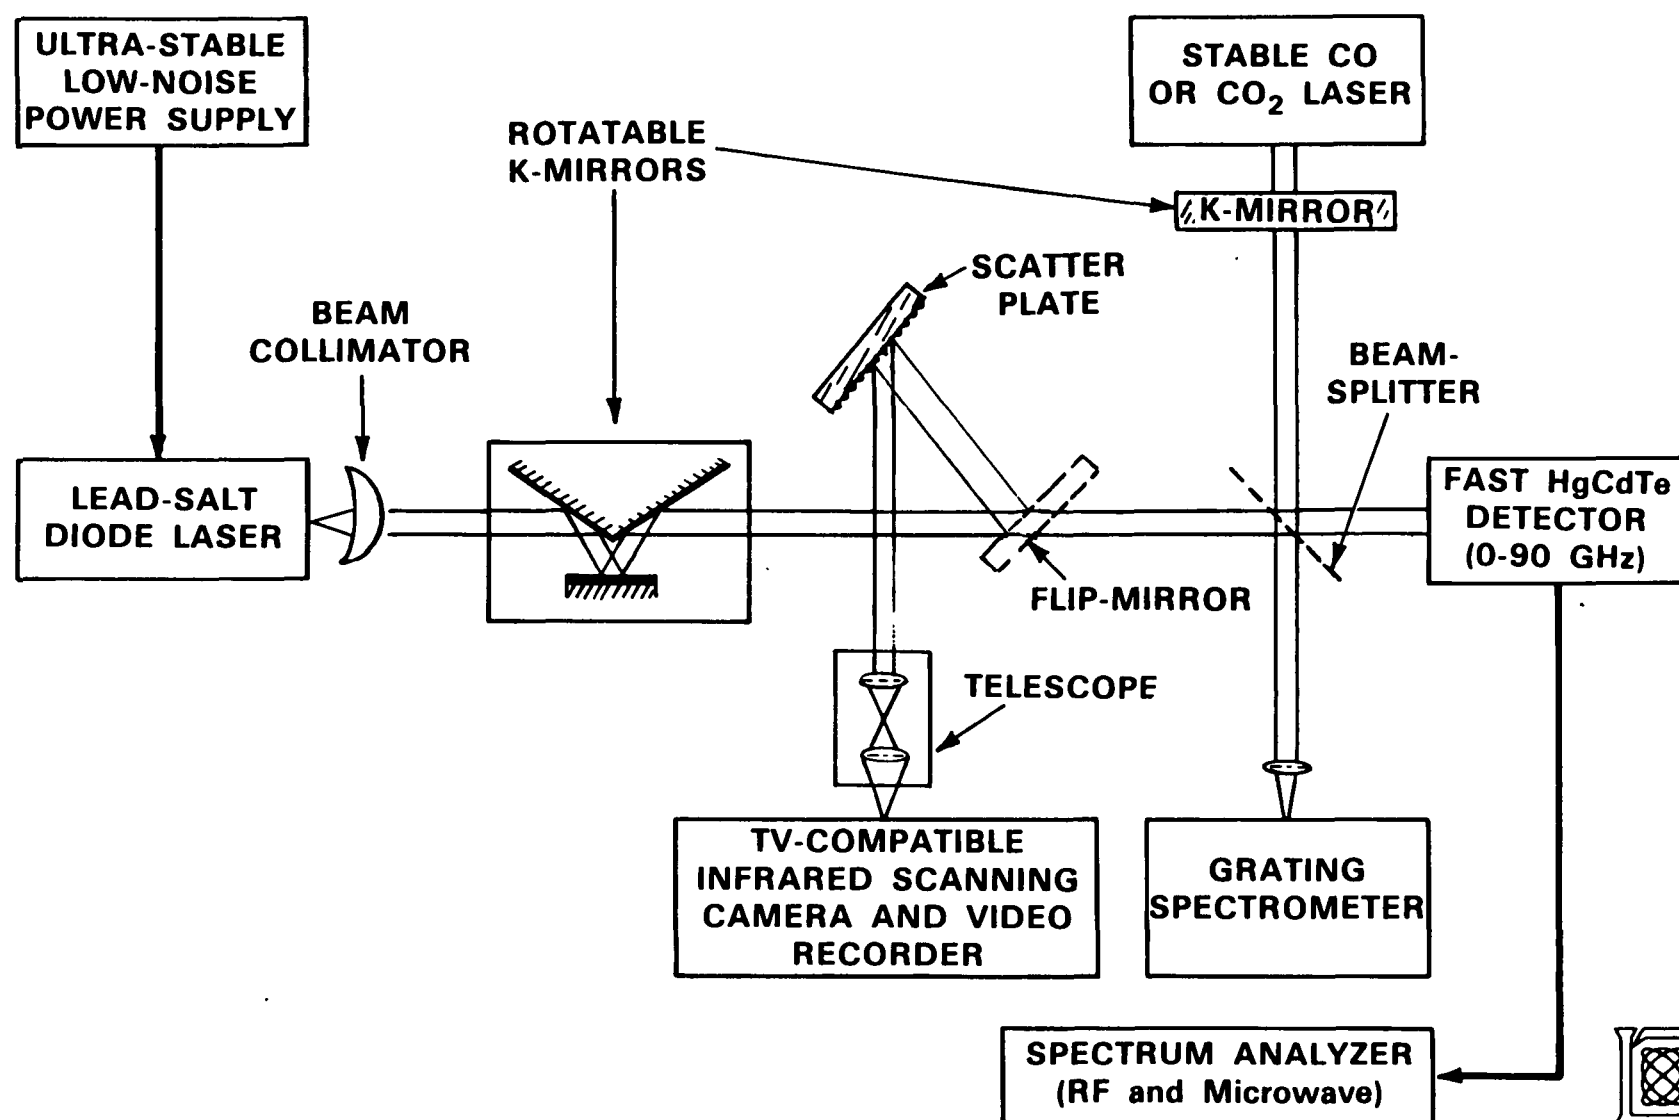 ULTRA-STABLE
LOW-NOISE
POWER SUPPLY
STABLE CO
OR CO₂ LASER
ROTATABLE
K-MIRRORS
K-MIRROR
SCATTER
PLATE
BEAM
COLLIMATOR
BEAM-
SPLITTER
LEAD-SALT
DIODE LASER
FAST HgCdTe
DETECTOR
(0-90 GHz)
FLIP-MIRROR
TELESCOPE
TV-COMPATIBLE
INFRARED SCANNING
CAMERA AND VIDEO
RECORDER
GRATING
SPECTROMETER
SPECTRUM ANALYZER
(RF and Microwave)